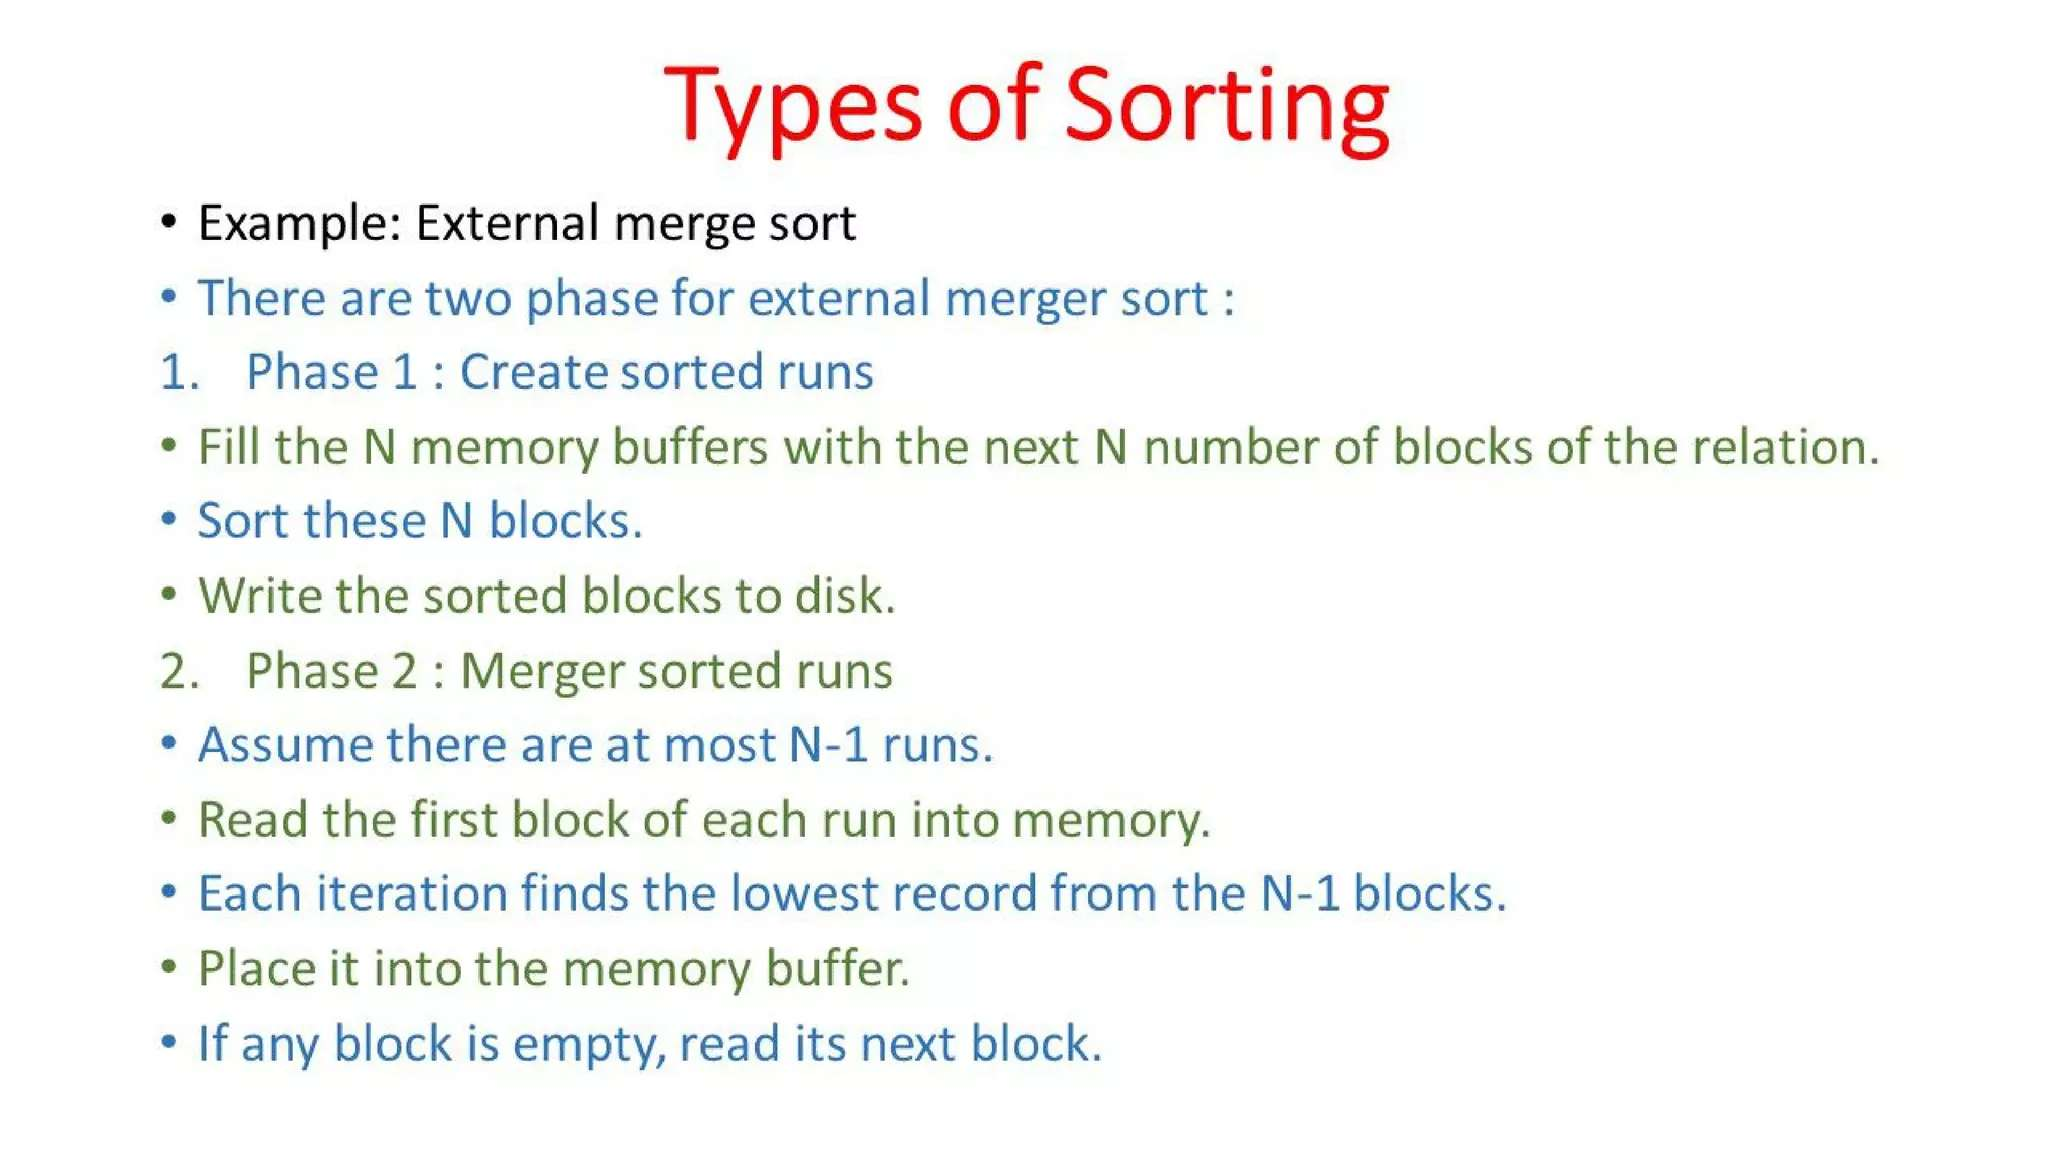 Types of Sorting
• Example: External merge sort
• There are two phase for external merger sort :
1. Phase 1 : Create sorted runs
• Fill the N memory buffers with the next N number of blocks of the relation.
• Sort these N blocks.
• Write the sorted blocks to disk.
2. Phase 2 : Merger sorted runs
• Assume there are at most N-1 runs.
• Read the first block of each run into memory.
• Each iteration finds the lowest record from the N-1 blocks.
• Place it into the memory buffer.
• If any block is empty, read its next block.